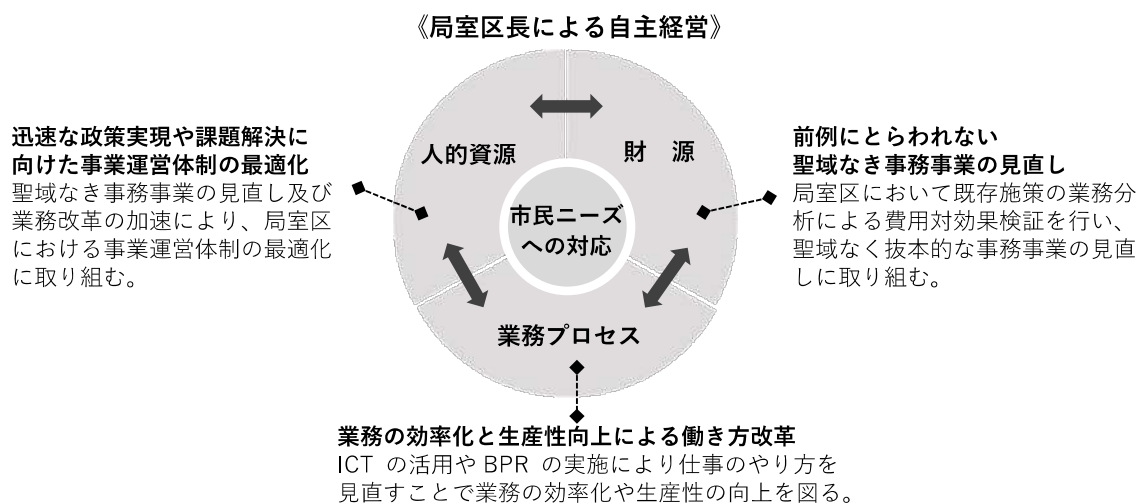 《局室区長による自主経営》
迅速な政策実現や課題解決に
向けた事業運営体制の最適化
聖域なき事務事業の見直し及び
業務改革の加速により、局室区
における事業運営体制の最適化
に取り組む。
人的資源
財　源
市民ニーズ
への対応
業務プロセス
前例にとらわれない
聖域なき事務事業の見直し
局室区において既存施策の業務分
析による費用対効果検証を行い、
聖域なく抜本的な事務事業の見直
しに取り組む。
業務の効率化と生産性向上による働き方改革
ICT の活用や BPR の実施により仕事のやり方を
見直すことで業務の効率化や生産性の向上を図る。